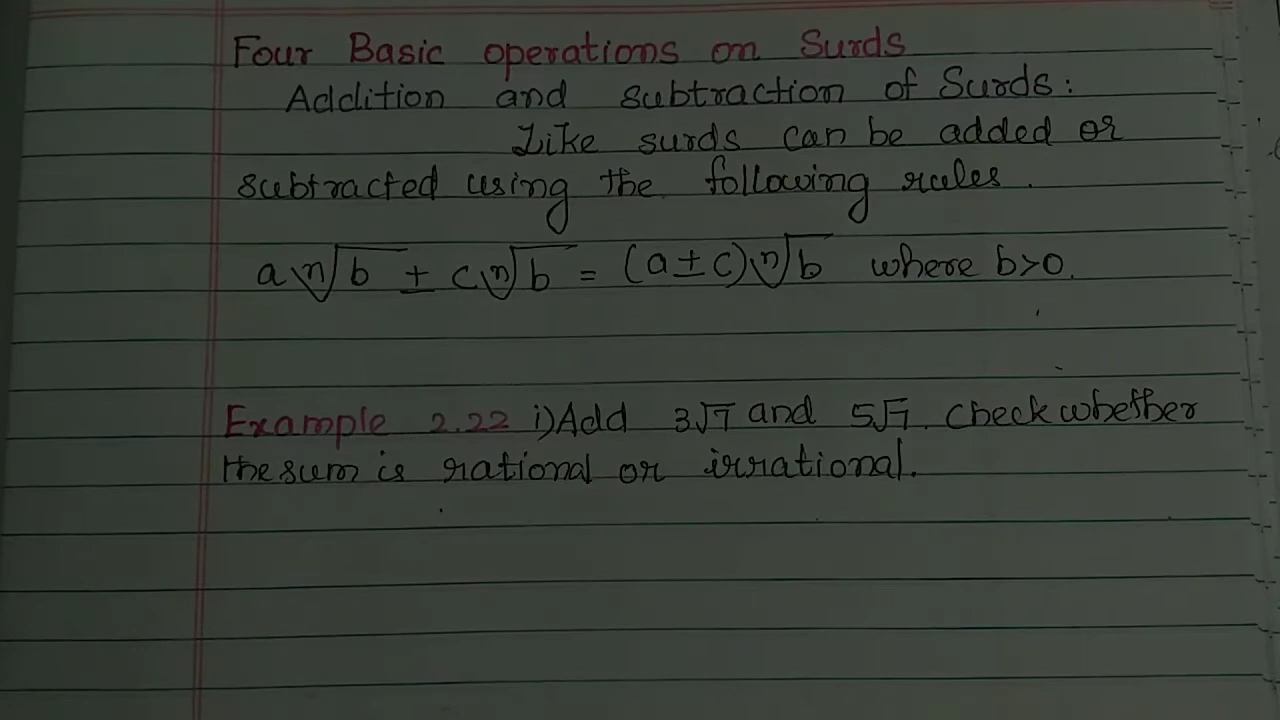 Four Basic operations on Surds
Addition and subtraction of Surds:
Like surds can be added or
subtracted using the following rules.
a ⁿ√b ± c ⁿ√b = (a ± c) ⁿ√b where b>0.
Example 2.22 i) Add 3√7 and 5√7. Check whether
the sum is rational or irrational.